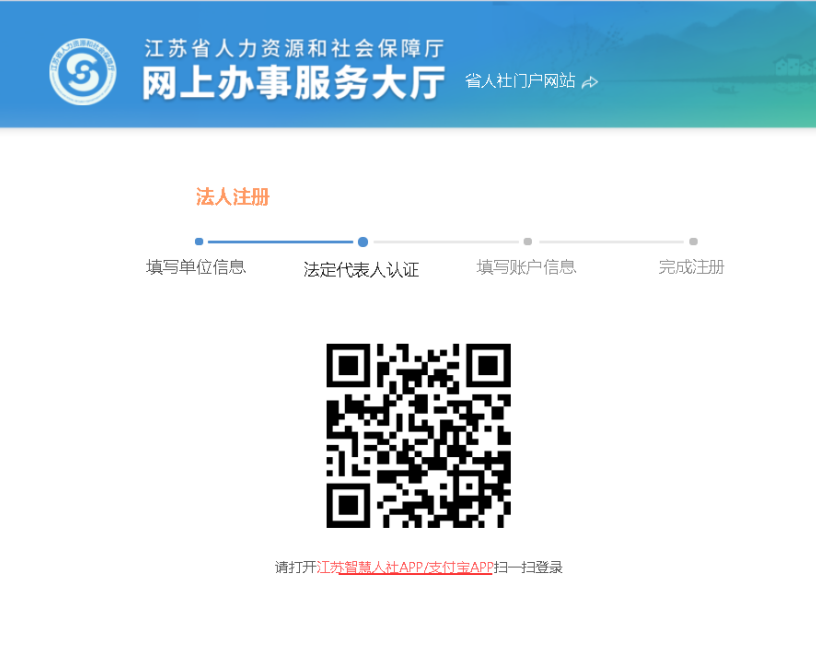 江苏省人力资源和社会保障厅
网上办事服务大厅 省人社门户网站
法人注册
填写单位信息 法定代表人认证 填写账户信息 完成注册
请打开江苏智慧人社APP/支付宝APP扫一扫登录